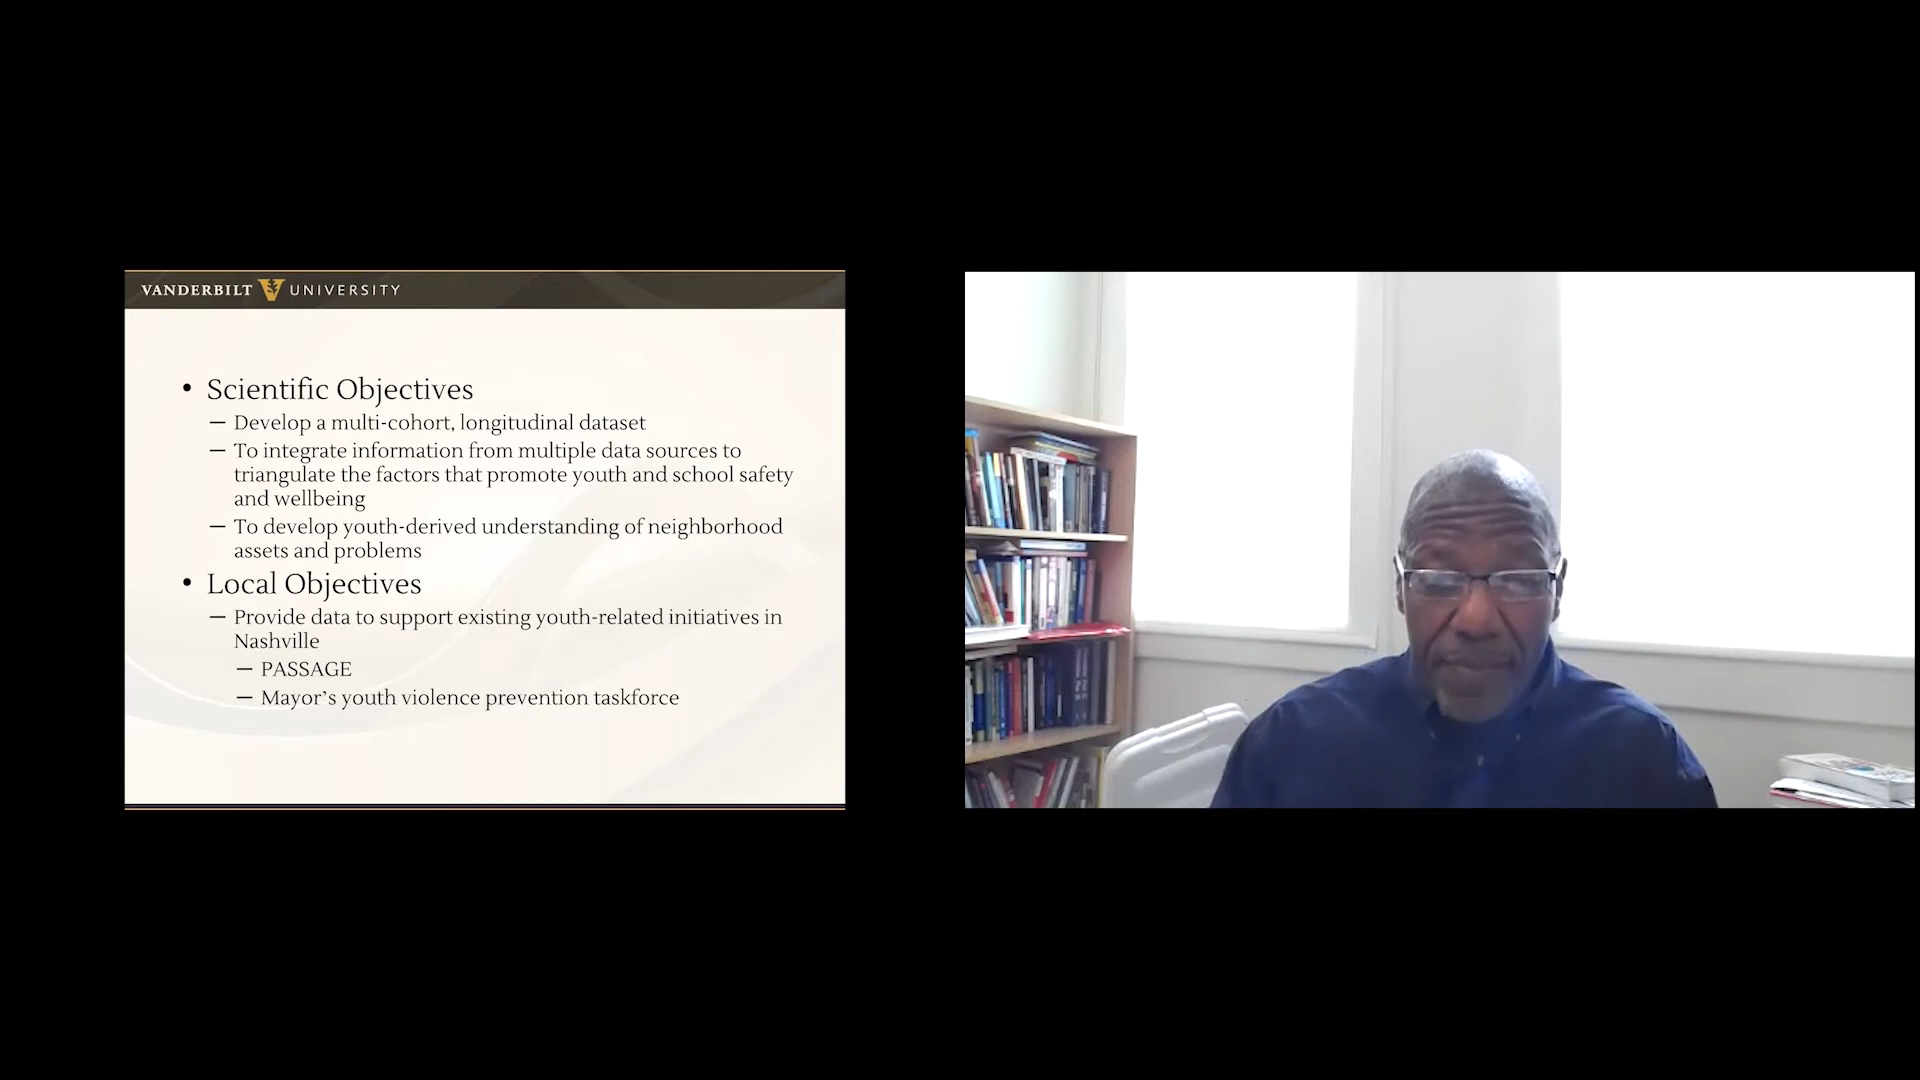 VANDERBILT UNIVERSITY
• Scientific Objectives
– Develop a multi-cohort, longitudinal dataset
– To integrate information from multiple data sources to
triangulate the factors that promote youth and school safety
and wellbeing
– To develop youth-derived understanding of neighborhood
assets and problems
• Local Objectives
– Provide data to support existing youth-related initiatives in
Nashville
– PASSAGE
– Mayor's youth violence prevention taskforce